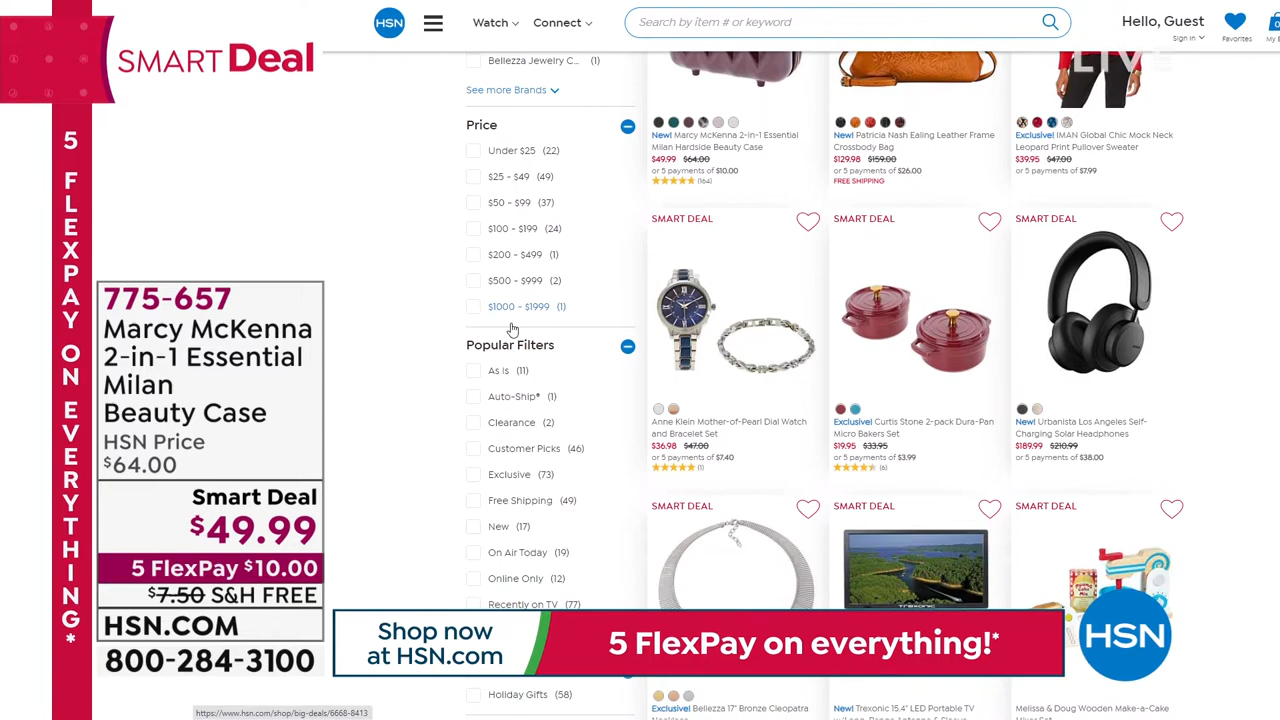 SMART Deal
5 FLEXPAY ON EVERYTHING!*
775-657
Marcy McKenna
2-in-1 Essential
Milan
Beauty Case
HSN Price
$64.00
Smart Deal
$49.99
5 FlexPay $10.00
$7.50 S&H FREE
HSN.COM
800-284-3100
HSN
Watch
Connect
Search by item # or keyword
Hello, Guest
Sign In
Favorites
LIVE
Bellezza Jewelry C... (1)
See more Brands
Price
Under $25 (22)
$25 - $49 (49)
$50 - $99 (37)
$100 - $199 (24)
$200 - $499 (1)
$500 - $999 (2)
$1000 - $1999 (1)
Popular Filters
As Is (11)
Auto-Ship® (1)
Clearance (2)
Customer Picks (46)
Exclusive (73)
Free Shipping (49)
New (17)
On Air Today (19)
Online Only (12)
Recently on TV (77)
Holiday Gifts (58)
New! Marcy McKenna 2-in-1 Essential
Milan Hardside Beauty Case
$49.99 $64.00
or 5 payments of $10.00
(164)
New! Patricia Nash Ealing Leather Frame
Crossbody Bag
$129.98 $159.00
or 5 payments of $26.00
FREE SHIPPING
Exclusive! IMAN Global Chic Mock Neck
Leopard Print Pullover Sweater
$39.95 $47.00
or 5 payments of $7.99
SMART DEAL
Anne Klein Mother-of-Pearl Dial Watch
and Bracelet Set
$36.98 $47.00
or 5 payments of $7.40
(1)
SMART DEAL
Exclusive! Curtis Stone 2-pack Dura-Pan
Micro Bakers Set
$19.95 $33.95
or 5 payments of $3.99
(6)
SMART DEAL
New! Urbanista Los Angeles Self-
Charging Solar Headphones
$189.99 $210.99
or 5 payments of $38.00
SMART DEAL
SMART DEAL
SMART DEAL
Exclusive! Bellezza 17" Bronze Cleopatra
New! Trexonic 15.4" LED Portable TV
Melissa & Doug Wooden Make-a-Cake
Shop now
at HSN.com
5 FlexPay on everything!*
HSN
https://www.hsn.com/shop/big-deals/6668-8413